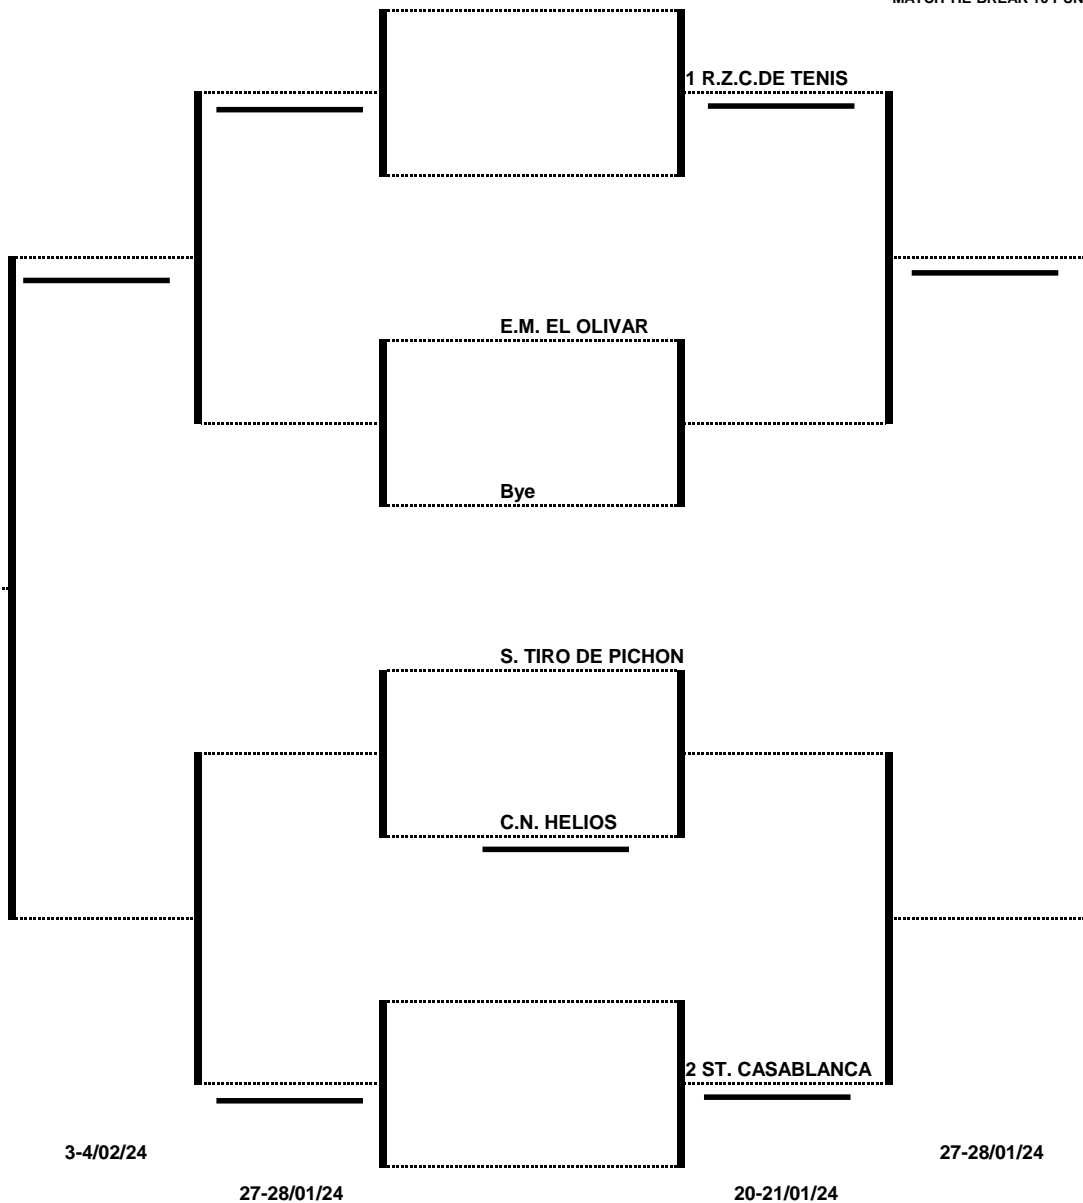 1 R.Z.C.DE TENIS
E.M. EL OLIVAR
Bye
S. TIRO DE PICHON
C.N. HELIOS
2 ST. CASABLANCA
3-4/02/24
27-28/01/24
27-28/01/24
20-21/01/24